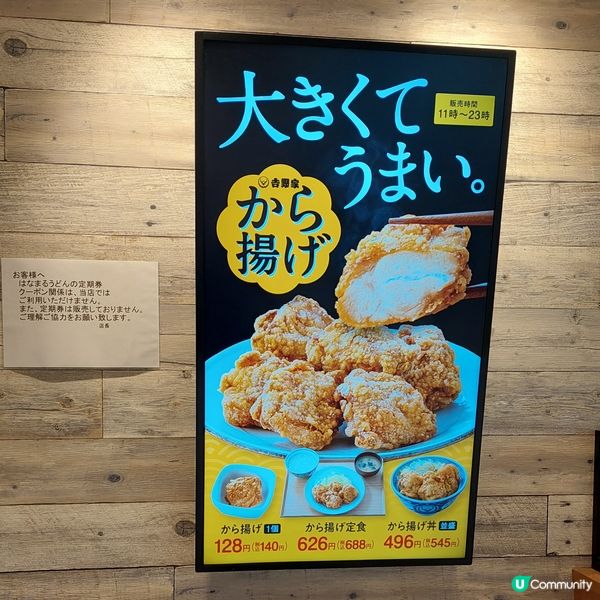 大きくて
うまい。
販売時間
11時～23時
吉野家
から
揚げ
お客様へ
はなまるうどんの定期券
クーポン関係は、当店では
ご利用いただけません。
また、定期券は販売しておりません。
ご理解ご協力をお願い致します。
店長
から揚げ 1個
128円(税込140円)
から揚げ定食
626円(税込688円)
から揚げ丼 並盛
496円(税込545円)
U Community